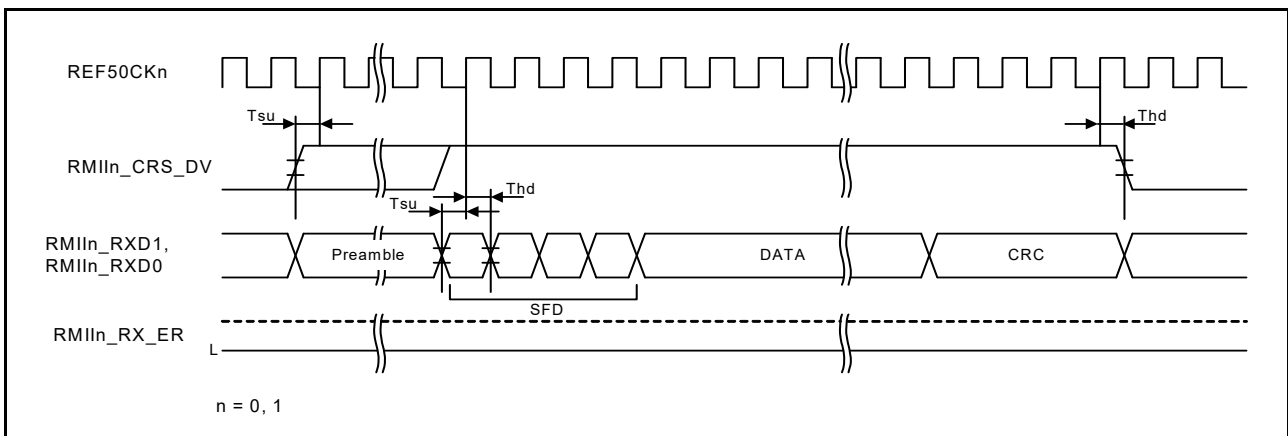 REF50CKn
Tsu
Thd
RMIIn_CRS_DV
Thd
Tsu
RMIIn_RXD1,
RMIIn_RXD0
Preamble
DATA
CRC
SFD
RMIIn_RX_ER
L
n = 0, 1